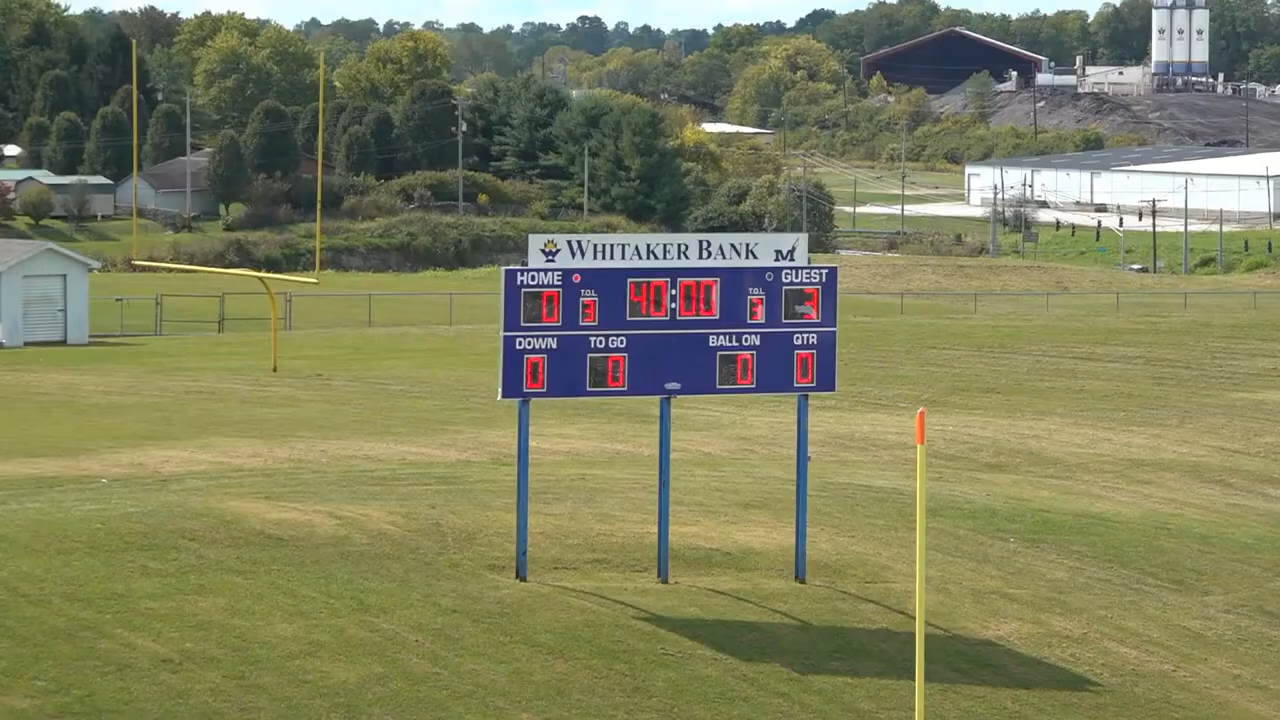 WHITAKER BANK M
HOME T.O.L T.O.L GUEST
0 3 40:00 3 3
DOWN TO GO BALL ON QTR
0 0 0 0